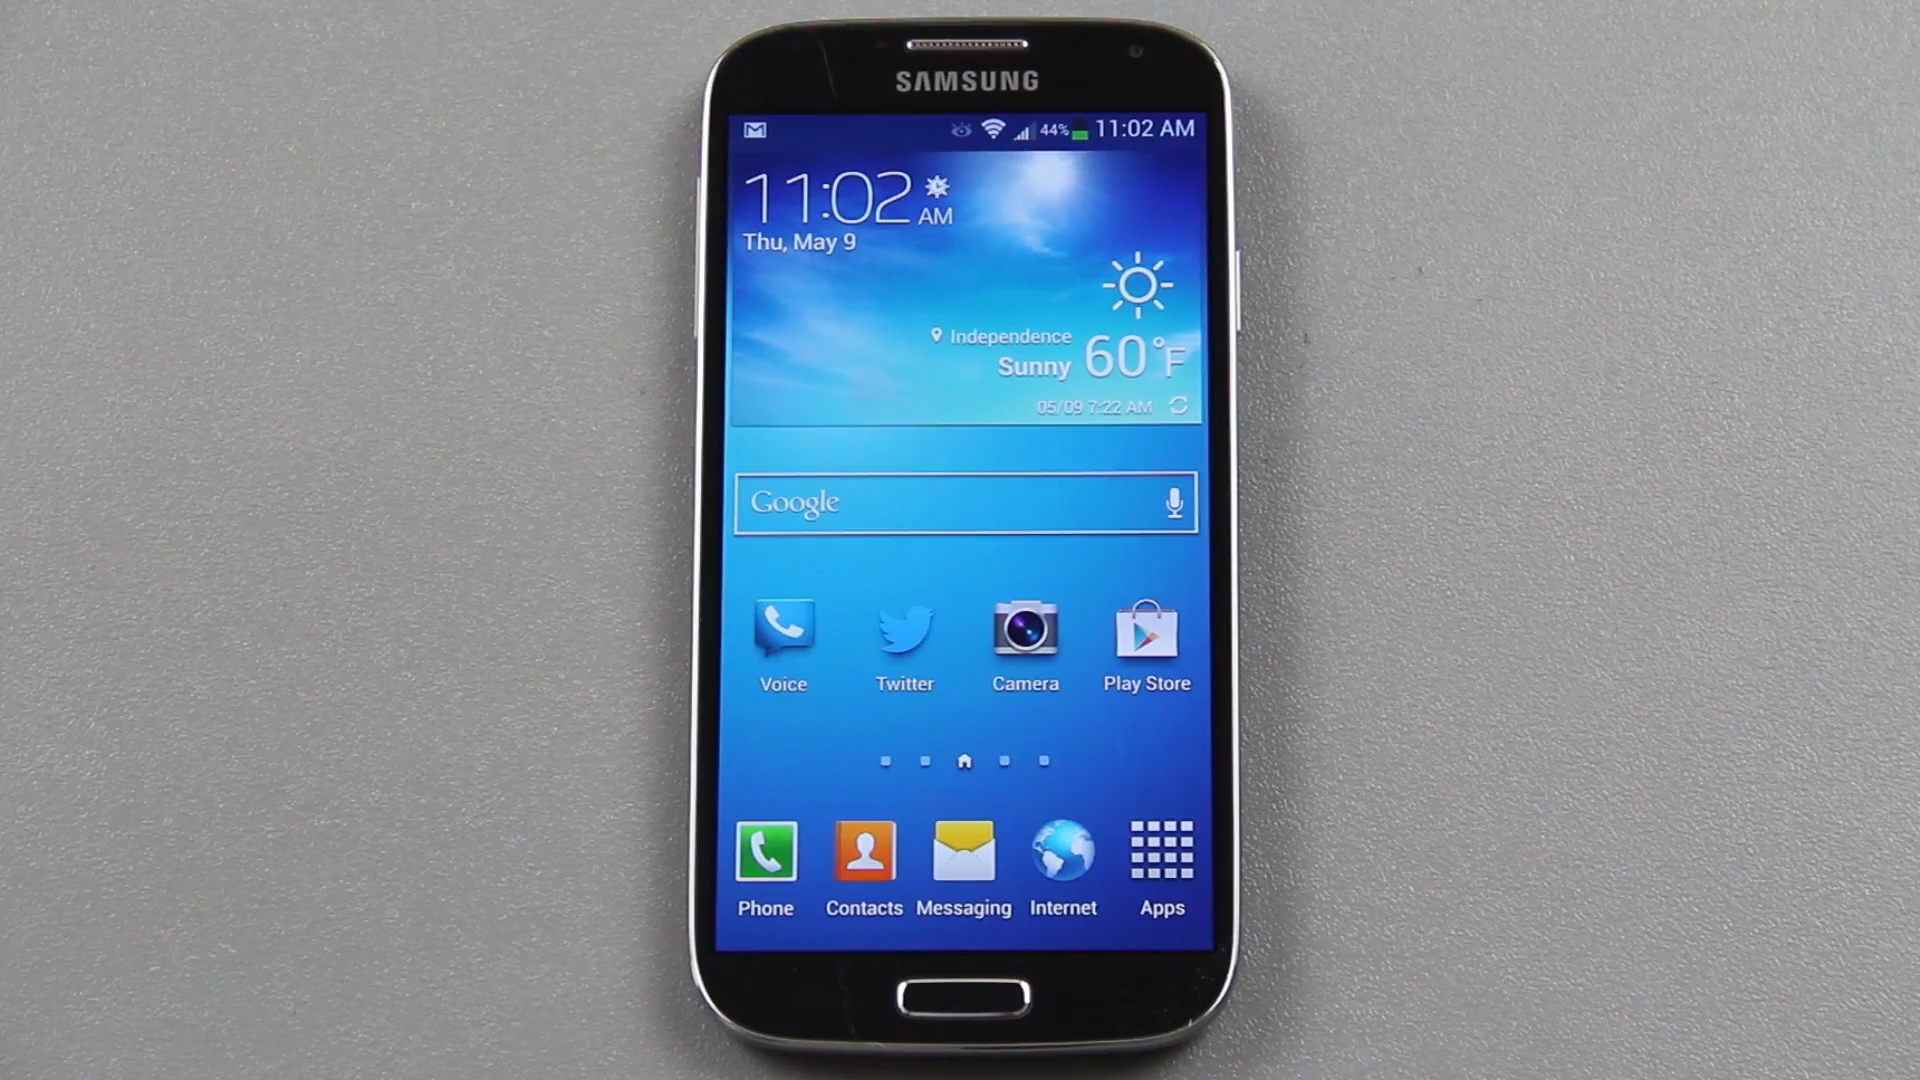 SAMSUNG
44% 11:02 AM
11:02 AM
Thu, May 9
Independence
Sunny 60°F
05/09 7:22 AM
Google
Voice Twitter Camera Play Store
Phone Contacts Messaging Internet Apps